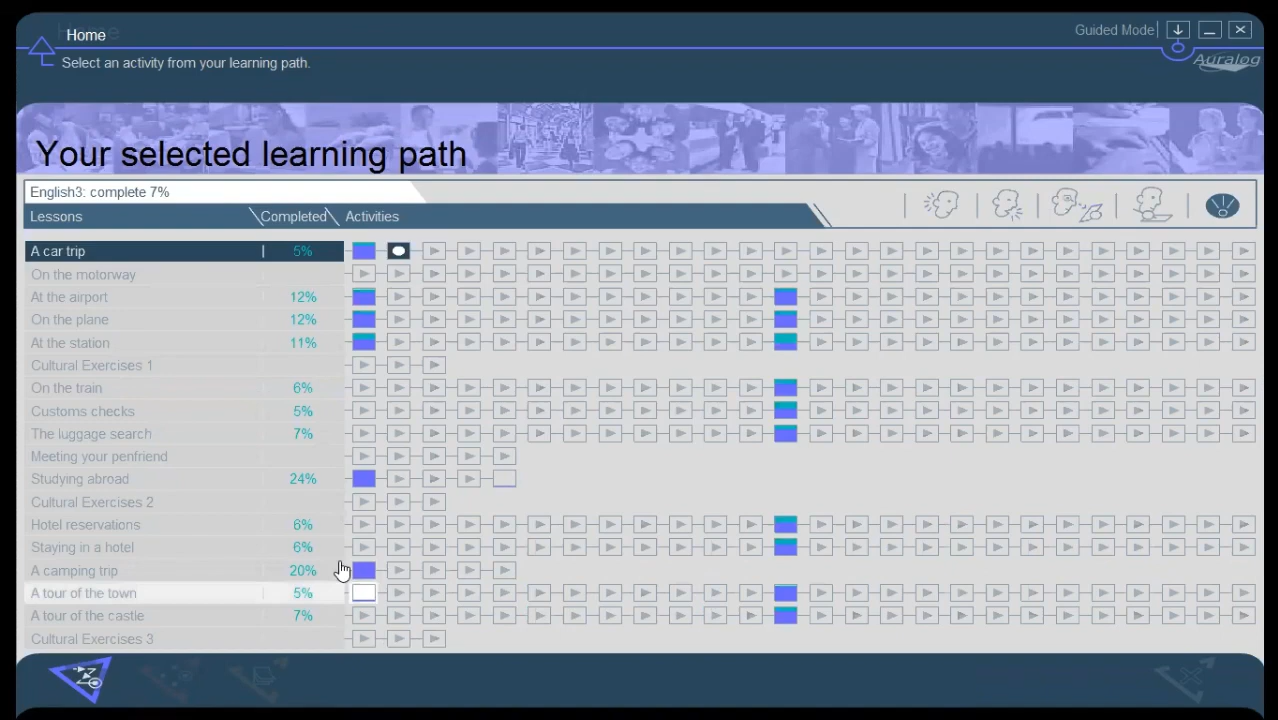 Home
Guided Mode
Select an activity from your learning path.
Auralog
Your selected learning path
English3: complete 7%
Lessons Completed Activities
A car trip 5%
On the motorway
At the airport 12%
On the plane 12%
At the station 11%
Cultural Exercises 1
On the train 6%
Customs checks 5%
The luggage search 7%
Meeting your penfriend
Studying abroad 24%
Cultural Exercises 2
Hotel reservations 6%
Staying in a hotel 6%
A camping trip 20%
A tour of the town 5%
A tour of the castle 7%
Cultural Exercises 3